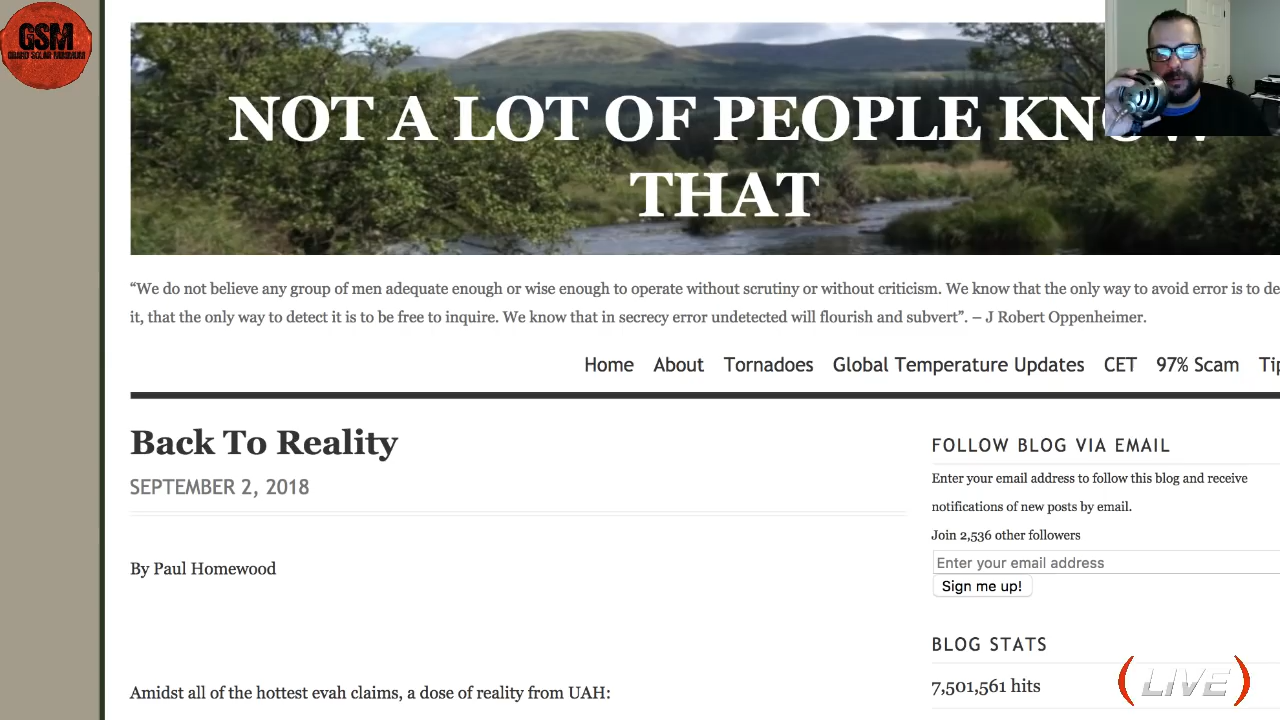 GSM
GRAND SOLAR MINIMUM
NOT A LOT OF PEOPLE KNOW
THAT
“We do not believe any group of men adequate enough or wise enough to operate without scrutiny or without criticism. We know that the only way to avoid error is to de
it, that the only way to detect it is to be free to inquire. We know that in secrecy error undetected will flourish and subvert”. – J Robert Oppenheimer.
Home About Tornadoes Global Temperature Updates CET 97% Scam Tip
Back To Reality
SEPTEMBER 2, 2018
By Paul Homewood
Amidst all of the hottest evah claims, a dose of reality from UAH:
FOLLOW BLOG VIA EMAIL
Enter your email address to follow this blog and receive
notifications of new posts by email.
Join 2,536 other followers
Enter your email address
Sign me up!
BLOG STATS
7,501,561 hits
(LIVE)